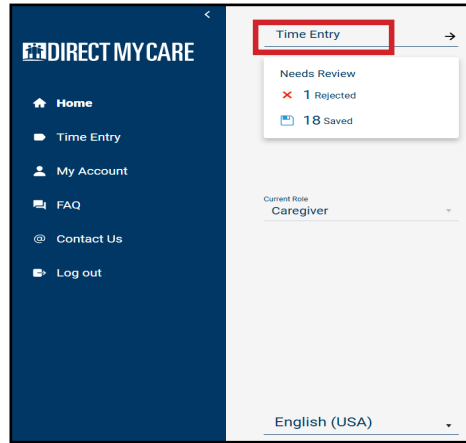 <
DIRECT MY CARE
Home
Time Entry
My Account
FAQ
@ Contact Us
Log out
Time Entry →
Needs Review
× 1 Rejected
18 Saved
Current Role
Caregiver
English (USA)